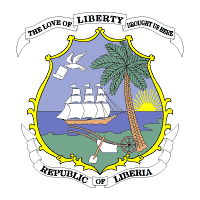 THE LOVE OF LIBERTY BROUGHT US HERE
REPUBLIC OF LIBERIA